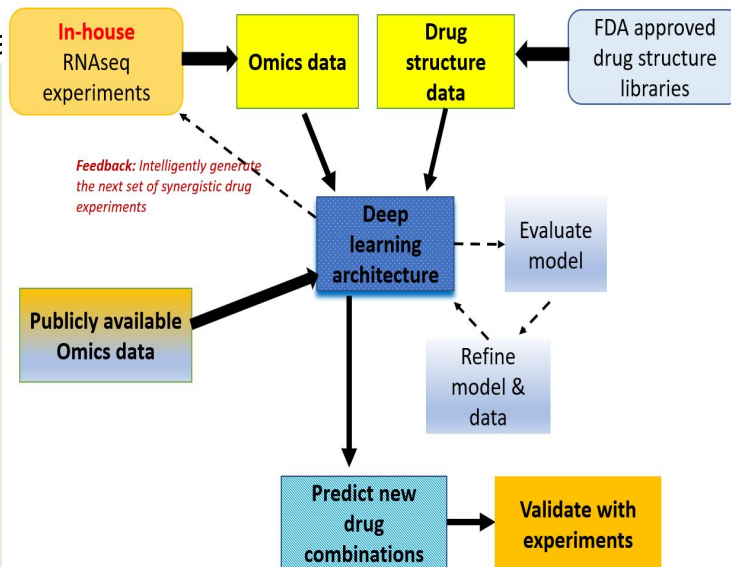 In-house
RNAseq
experiments
Omics data
Drug
structure
data
FDA approved
drug structure
libraries
Feedback: Intelligently generate
the next set of synergistic drug
experiments
Deep
learning
architecture
Evaluate
model
Publicly available
Omics data
Refine
model &
data
Predict new
drug
combinations
Validate with
experiments